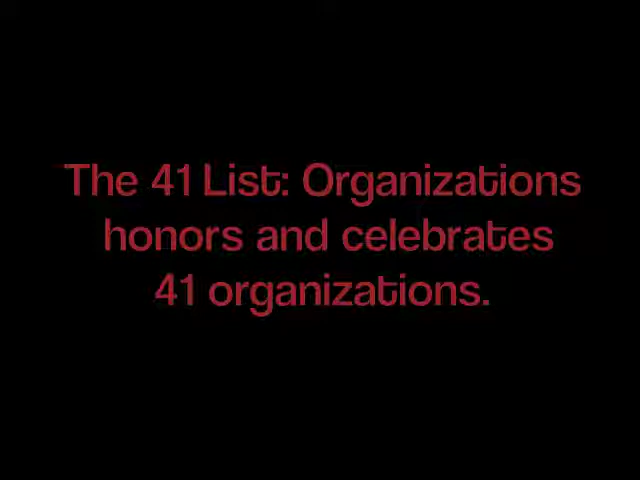 The 41 List: Organizations
honors and celebrates
41 organizations.